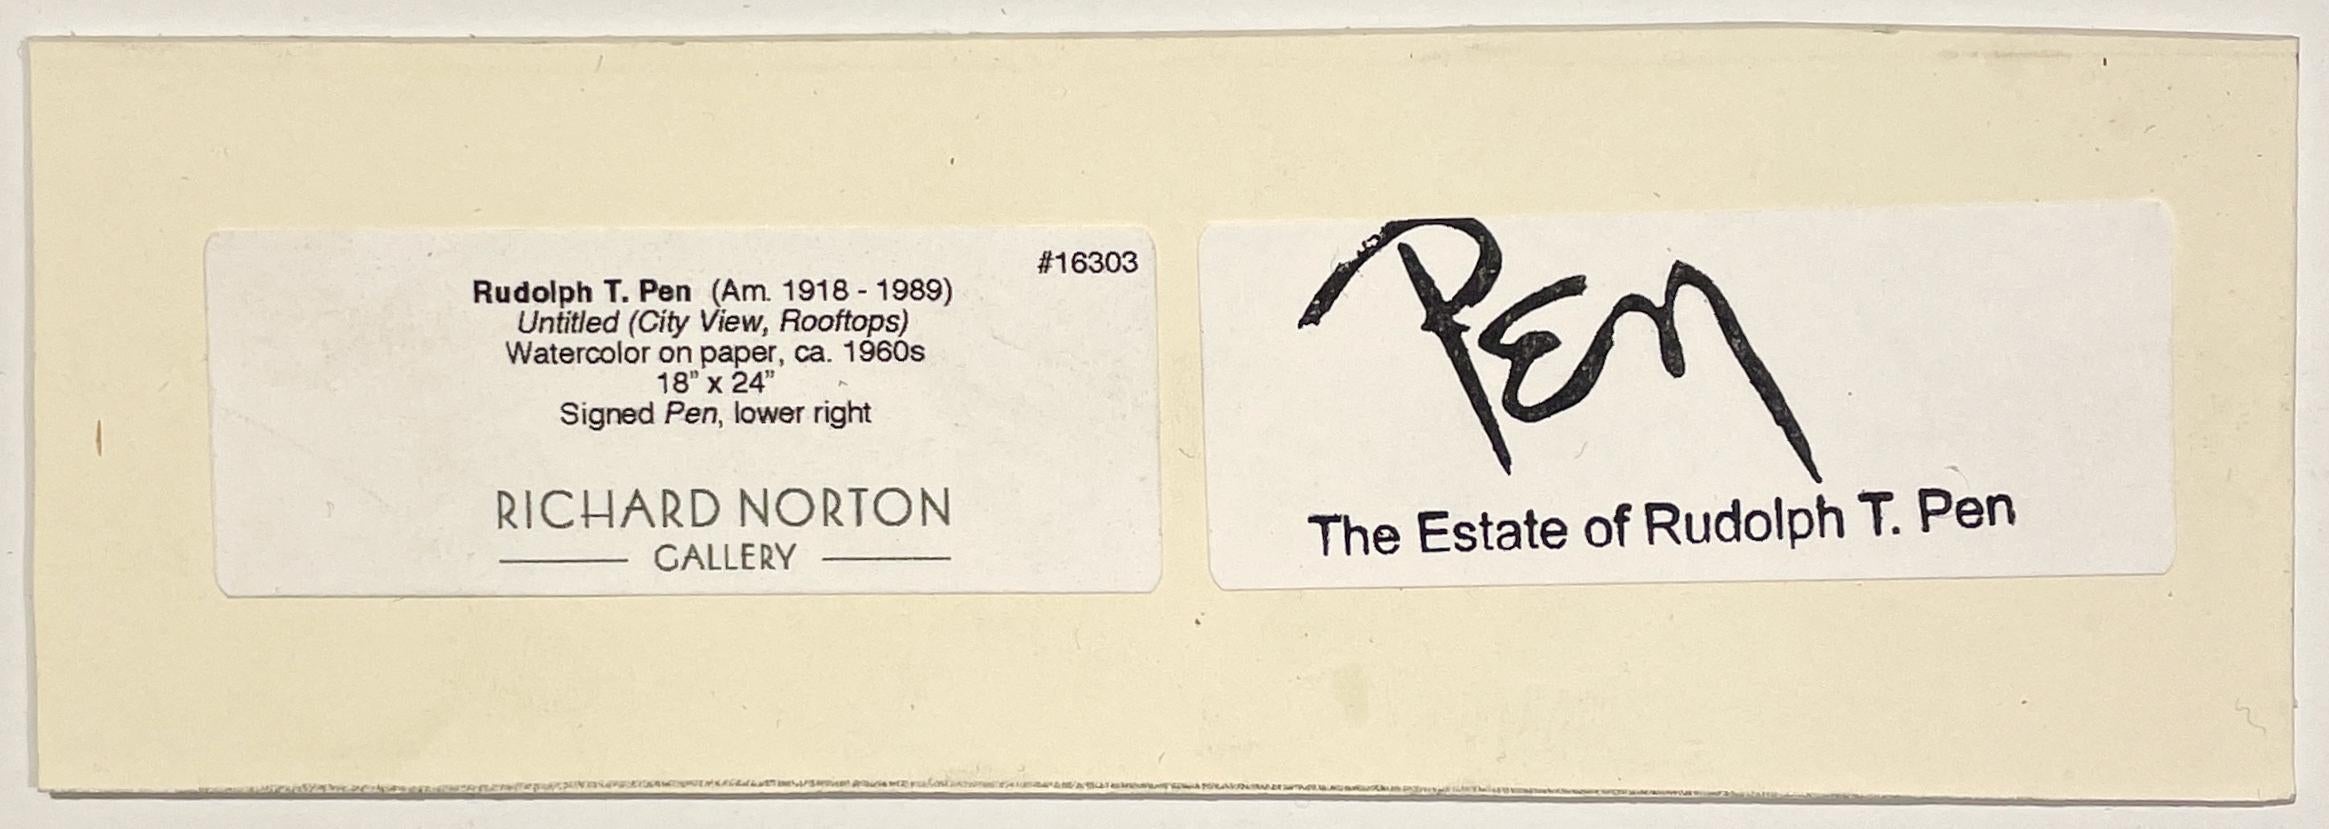 #16303
Rudolph T. Pen (Am. 1918 - 1989)
Untitled (City View, Rooftops)
Watercolor on paper, ca. 1960s
18" x 24"
Signed Pen, lower right
RICHARD NORTON
GALLERY
Pen
The Estate of Rudolph T. Pen